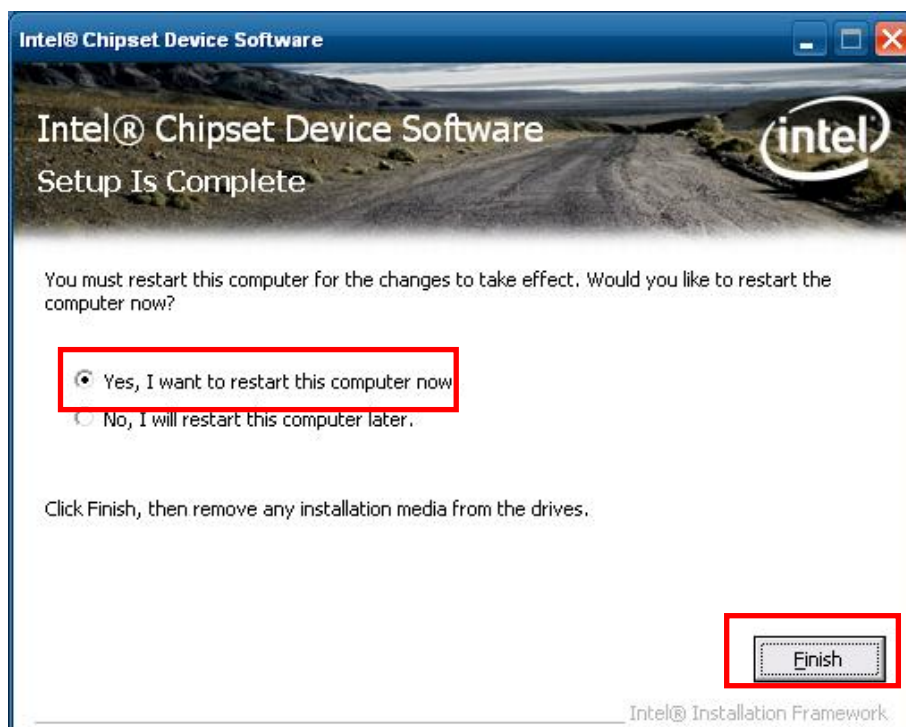 Intel® Chipset Device Software
Intel® Chipset Device Software
intel
Setup Is Complete
You must restart this computer for the changes to take effect. Would you like to restart the
computer now?
Yes, I want to restart this computer now
No, I will restart this computer later.
Click Finish, then remove any installation media from the drives.
Finish
Intel® Installation Framework